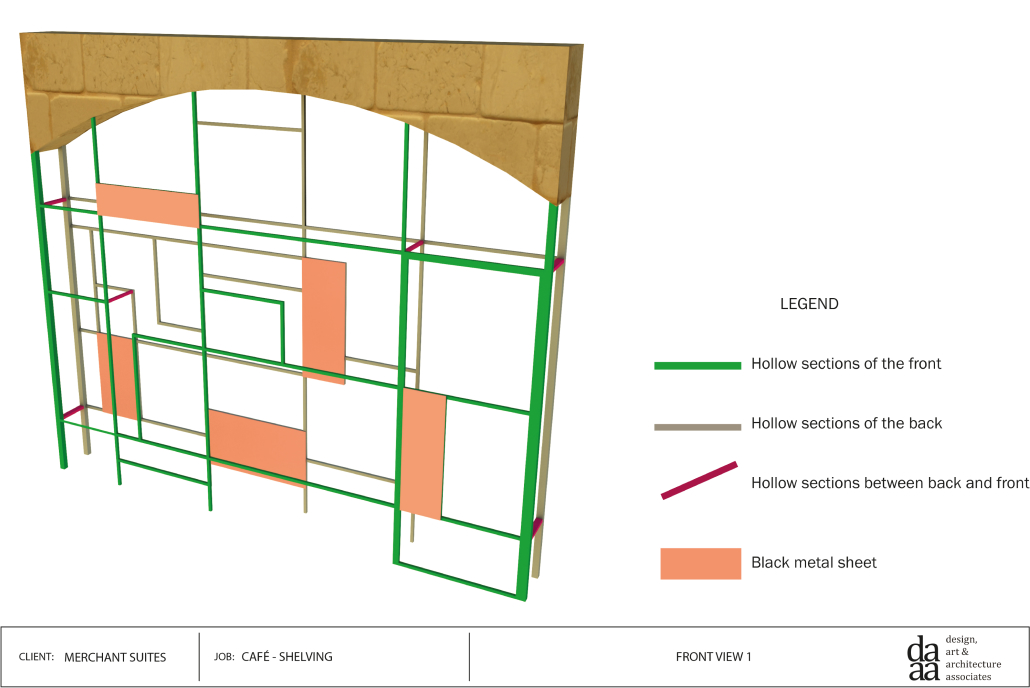 LEGEND
Hollow sections of the front
Hollow sections of the back
Hollow sections between back and front
Black metal sheet
CLIENT: MERCHANT SUITES
JOB: CAFÉ - SHELVING
FRONT VIEW 1
da
aa
design,
art &
architecture
associates